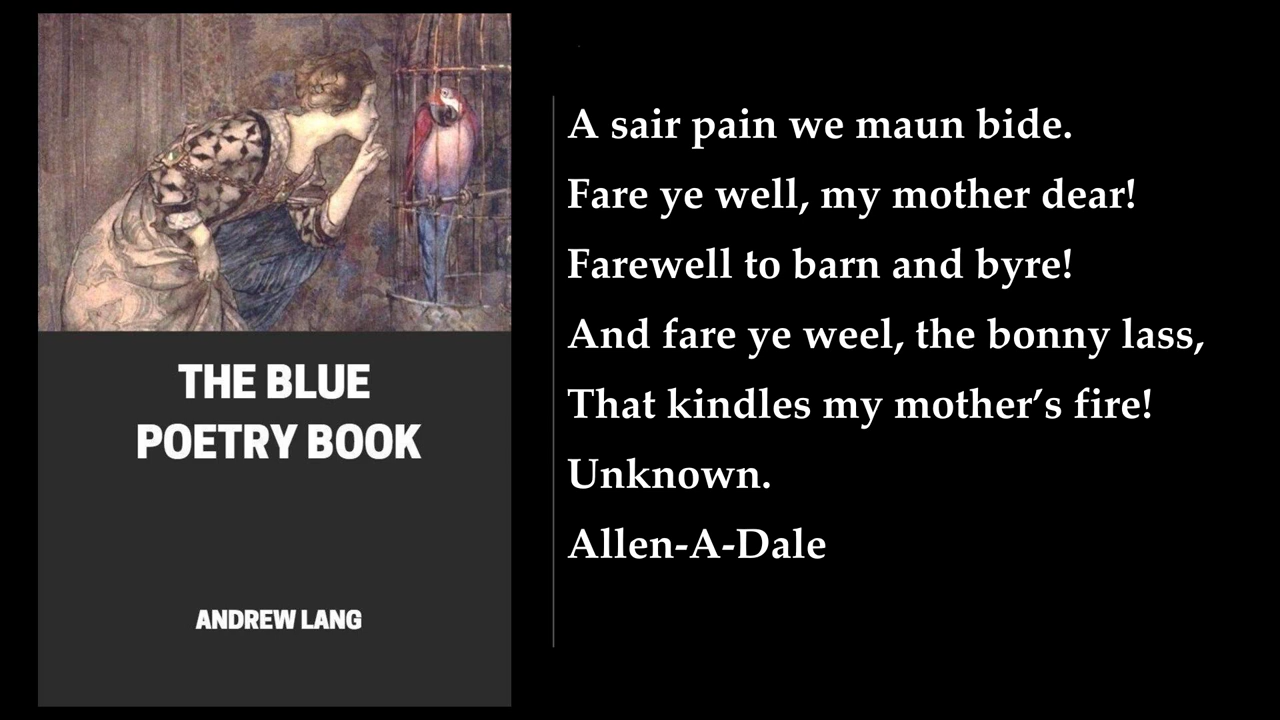 THE BLUE
POETRY BOOK
ANDREW LANG
A sair pain we maun bide.
Fare ye well, my mother dear!
Farewell to barn and byre!
And fare ye weel, the bonny lass,
That kindles my mother’s fire!
Unknown.
Allen-A-Dale